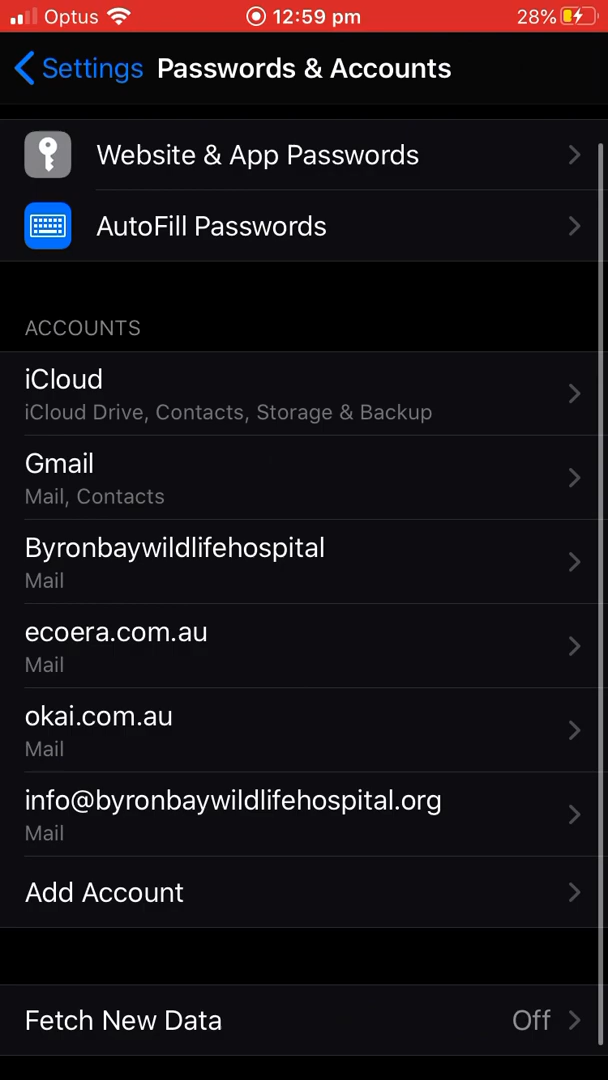 Optus 12:59 pm 28%
Settings Passwords & Accounts
Website & App Passwords
AutoFill Passwords
ACCOUNTS
iCloud
iCloud Drive, Contacts, Storage & Backup
Gmail
Mail, Contacts
Byronbaywildlifehospital
Mail
ecoera.com.au
Mail
okai.com.au
Mail
info@byronbaywildlifehospital.org
Mail
Add Account
Fetch New Data Off